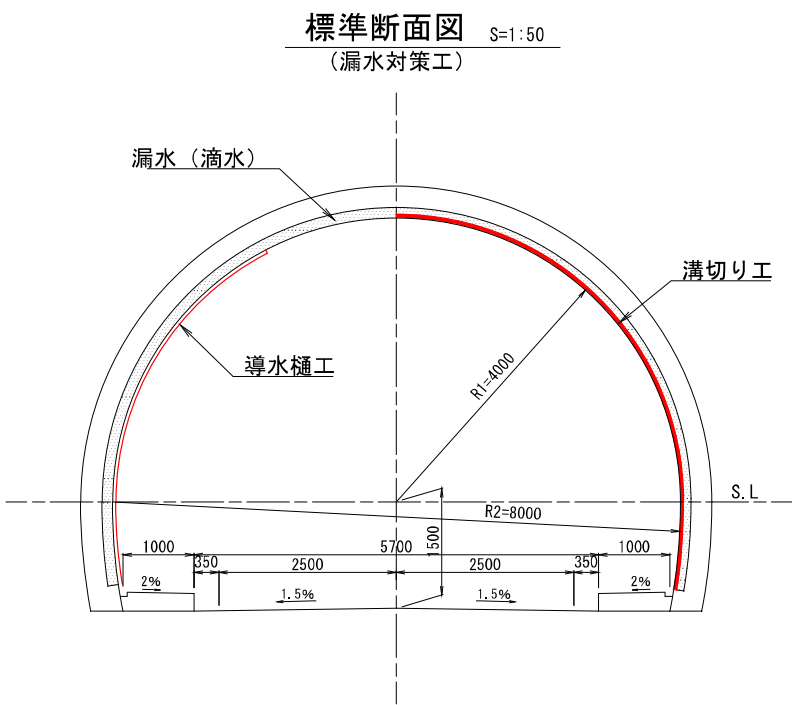 標準断面図 S=1:50
(漏水対策工)
漏水（滴水）
溝切り工
導水樋工
R1=4000
S.L
R2=8000
1500
1000 5700 1000
350 2500 2500 350
2% 2%
1.5% 1.5%